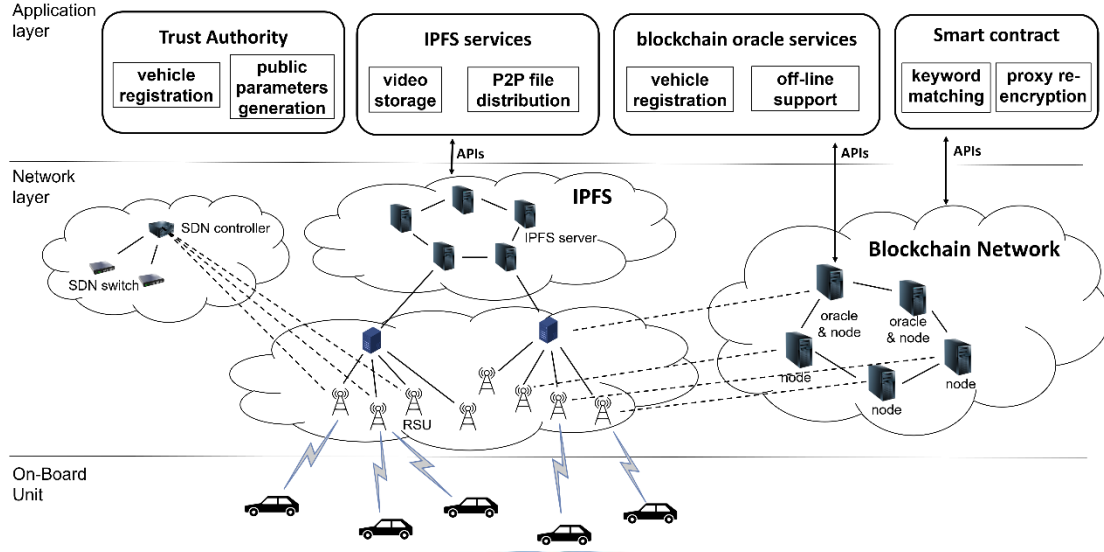 Application
layer
Trust Authority
vehicle
registration
public
parameters
generation
IPFS services
video
storage
P2P file
distribution
blockchain oracle services
vehicle
registration
off-line
support
Smart contract
keyword
matching
proxy re-
encryption
APIs
APIs
APIs
Network
layer
SDN controller
SDN switch
IPFS
IPFS server
Blockchain Network
oracle
& node
oracle
& node
node
node
node
RSU
On-Board
Unit